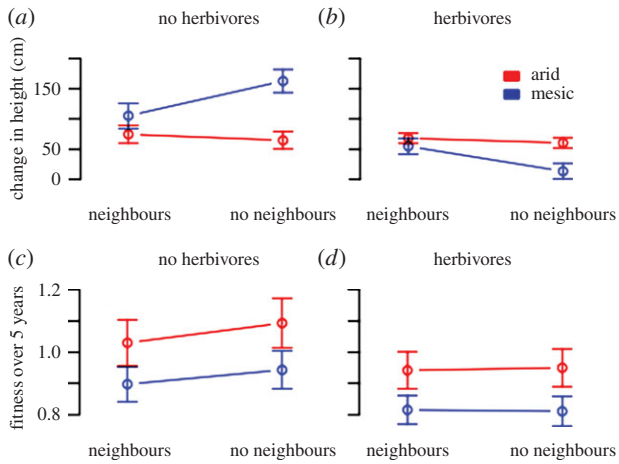 (a) no herbivores
(b) herbivores
change in height (cm)
150
50
0
arid
mesic
neighbours no neighbours
neighbours no neighbours
(c) no herbivores
(d) herbivores
fitness over 5 years
1.2
1.0
0.8
neighbours no neighbours
neighbours no neighbours